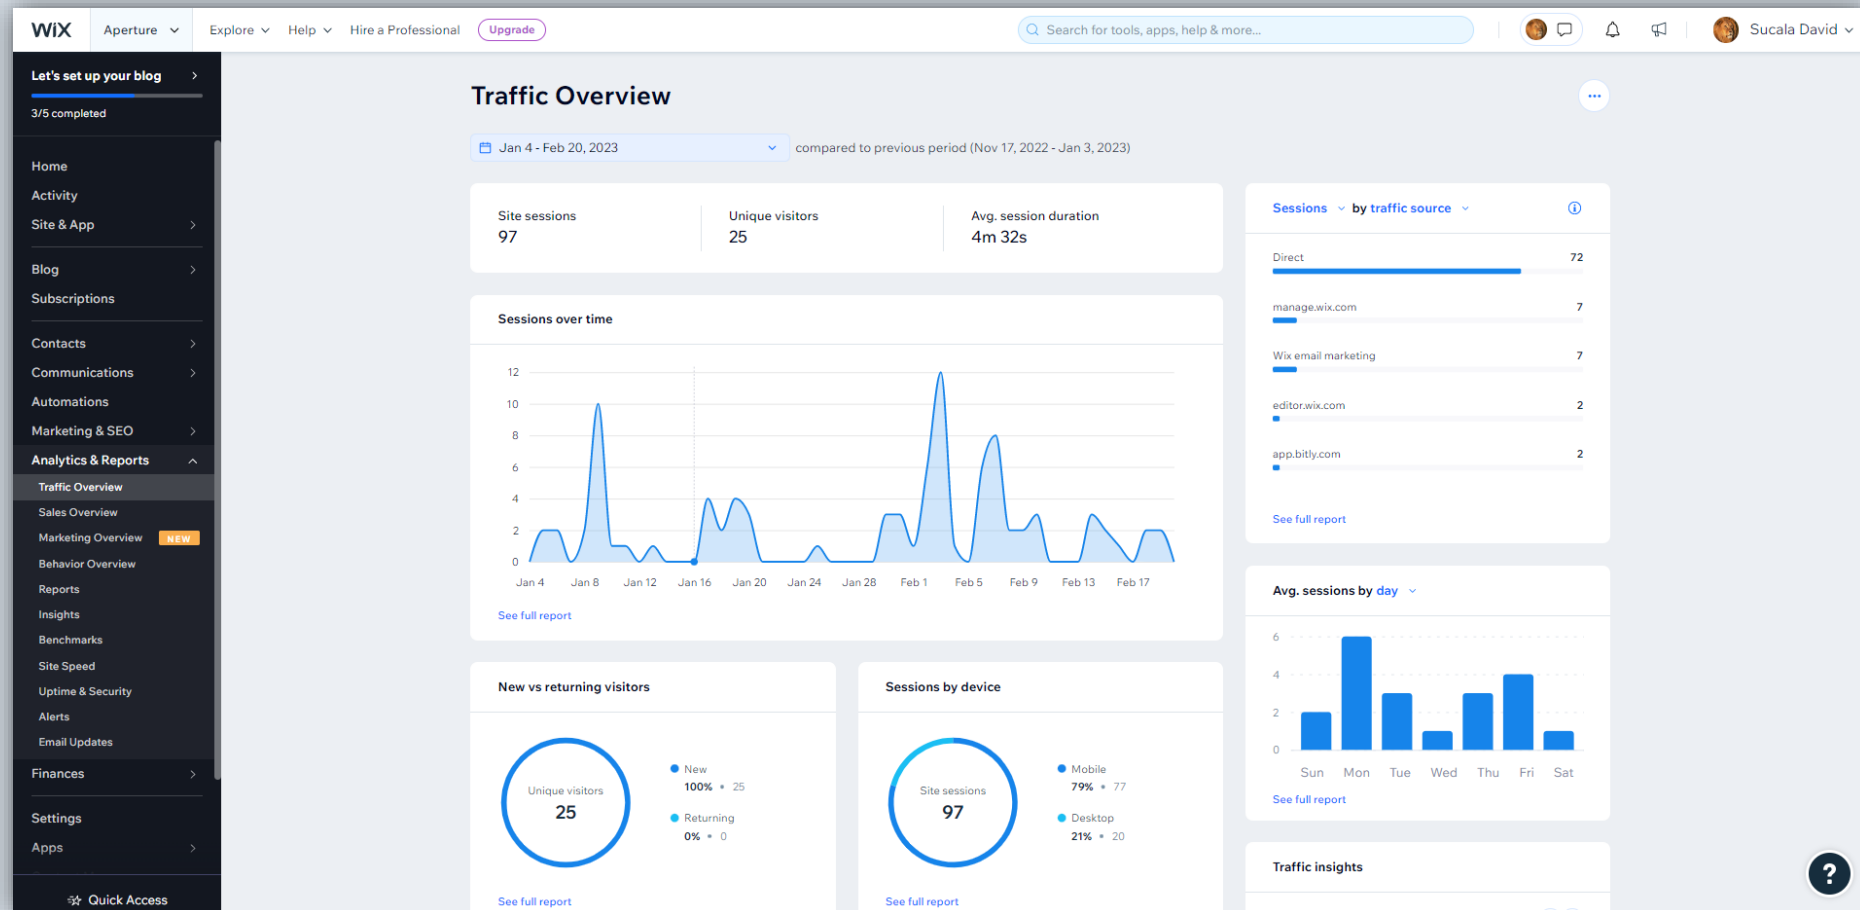 WiX
Aperture
Explore
Help
Hire a Professional
Upgrade
Search for tools, apps, help & more...
Sucala David
Let's set up your blog
3/5 completed
Home
Activity
Site & App
Blog
Subscriptions
Contacts
Communications
Automations
Marketing & SEO
Analytics & Reports
Traffic Overview
Sales Overview
Marketing Overview NEW
Behavior Overview
Reports
Insights
Benchmarks
Site Speed
Uptime & Security
Alerts
Email Updates
Finances
Settings
Apps
Quick Access
Traffic Overview
Jan 4 - Feb 20, 2023
compared to previous period (Nov 17, 2022 - Jan 3, 2023)
Site sessions
97
Unique visitors
25
Avg. session duration
4m 32s
Sessions over time
12
10
8
6
4
2
0
Jan 4 Jan 8 Jan 12 Jan 16 Jan 20 Jan 24 Jan 28 Feb 1 Feb 5 Feb 9 Feb 13 Feb 17
See full report
New vs returning visitors
Unique visitors
25
New
100% • 25
Returning
0% • 0
See full report
Sessions by device
Site sessions
97
Mobile
79% • 77
Desktop
21% • 20
See full report
Sessions by traffic source
Direct 72
manage.wix.com 7
Wix email marketing 7
editor.wix.com 2
app.bitly.com 2
See full report
Avg. sessions by day
6
4
2
0
Sun Mon Tue Wed Thu Fri Sat
See full report
Traffic insights
?